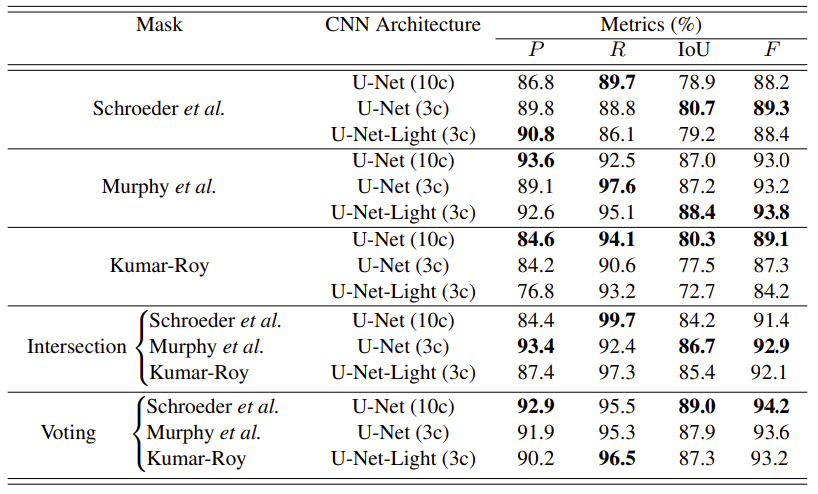 Mask CNN Architecture Metrics (%)
P R IoU F
U-Net (10c) 86.8 89.7 78.9 88.2
Schroeder et al. U-Net (3c) 89.8 88.8 80.7 89.3
U-Net-Light (3c) 90.8 86.1 79.2 88.4
U-Net (10c) 93.6 92.5 87.0 93.0
Murphy et al. U-Net (3c) 89.1 97.6 87.2 93.2
U-Net-Light (3c) 92.6 95.1 88.4 93.8
U-Net (10c) 84.6 94.1 80.3 89.1
Kumar-Roy U-Net (3c) 84.2 90.6 77.5 87.3
U-Net-Light (3c) 76.8 93.2 72.7 84.2
Schroeder et al. U-Net (10c) 84.4 99.7 84.2 91.4
Intersection Murphy et al. U-Net (3c) 93.4 92.4 86.7 92.9
Kumar-Roy U-Net-Light (3c) 87.4 97.3 85.4 92.1
Schroeder et al. U-Net (10c) 92.9 95.5 89.0 94.2
Voting Murphy et al. U-Net (3c) 91.9 95.3 87.9 93.6
Kumar-Roy U-Net-Light (3c) 90.2 96.5 87.3 93.2